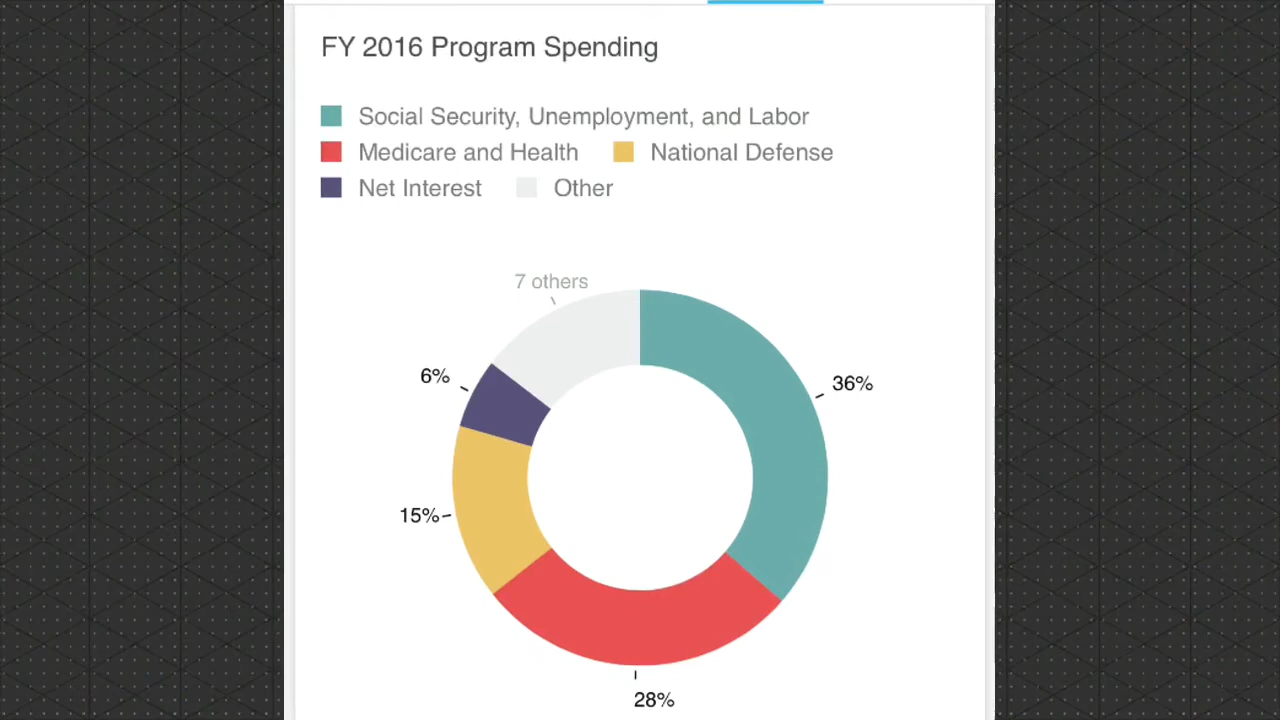 FY 2016 Program Spending
Social Security, Unemployment, and Labor
Medicare and Health National Defense
Net Interest Other
7 others
6%
36%
15%
28%